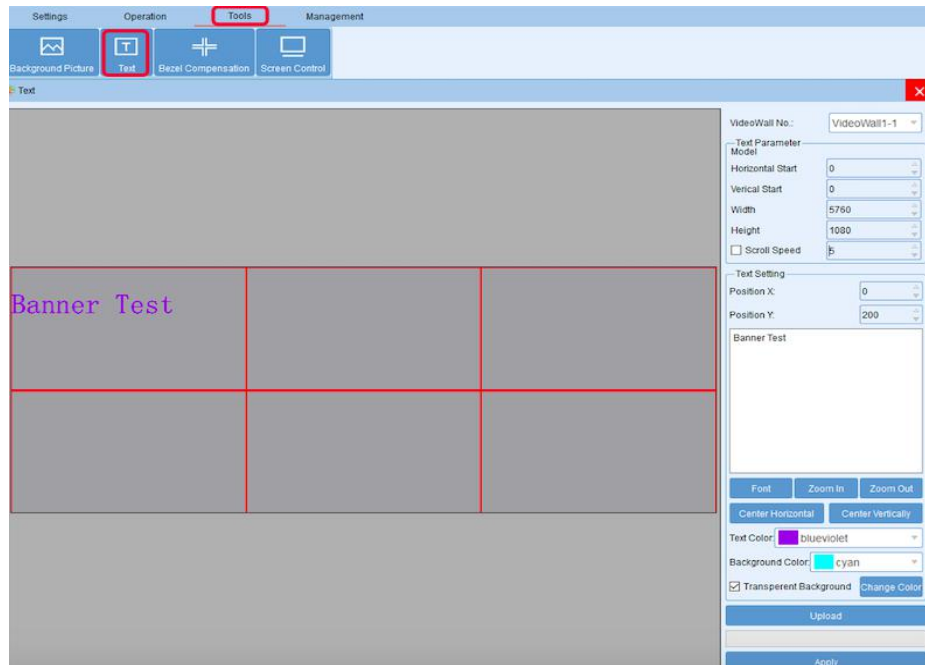 Settings Operation Tools Management
Background Picture Text Bezel Compensation Screen Control
Text
VideoWall No.: VideoWall1-1
Text Parameter
Model
Horizontal Start 0
Verical Start 0
Width 5760
Height 1080
Scroll Speed 5
Text Setting
Position X: 0
Position Y: 200
Banner Test
Banner Test
Font Zoom In Zoom Out
Center Horizontal Center Vertically
Text Color: blueviolet
Background Color: cyan
Transparent Background Change Color
Upload
Apply